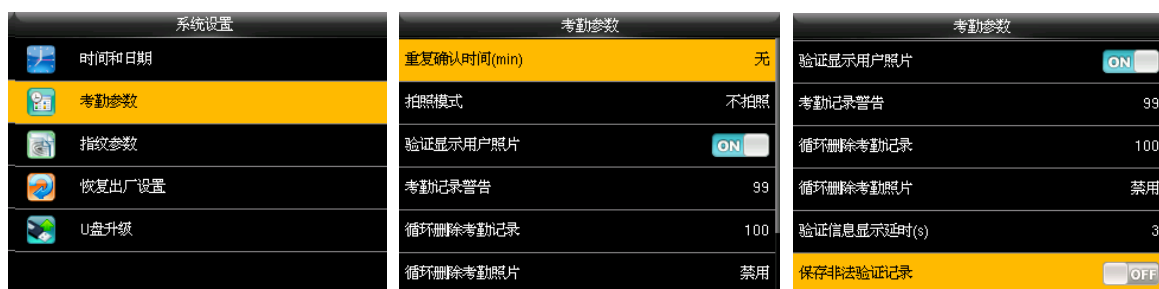 系统设置
时间和日期
考勤参数
指纹参数
恢复出厂设置
U盘升级
考勤参数
重复确认时间(min) 无
拍照模式 不拍照
验证显示用户照片 ON
考勤记录警告 99
循环删除考勤记录 100
循环删除考勤照片 禁用
考勤参数
验证显示用户照片 ON
考勤记录警告 99
循环删除考勤记录 100
循环删除考勤照片 禁用
验证信息显示延时(s) 3
保存非法验证记录 OFF